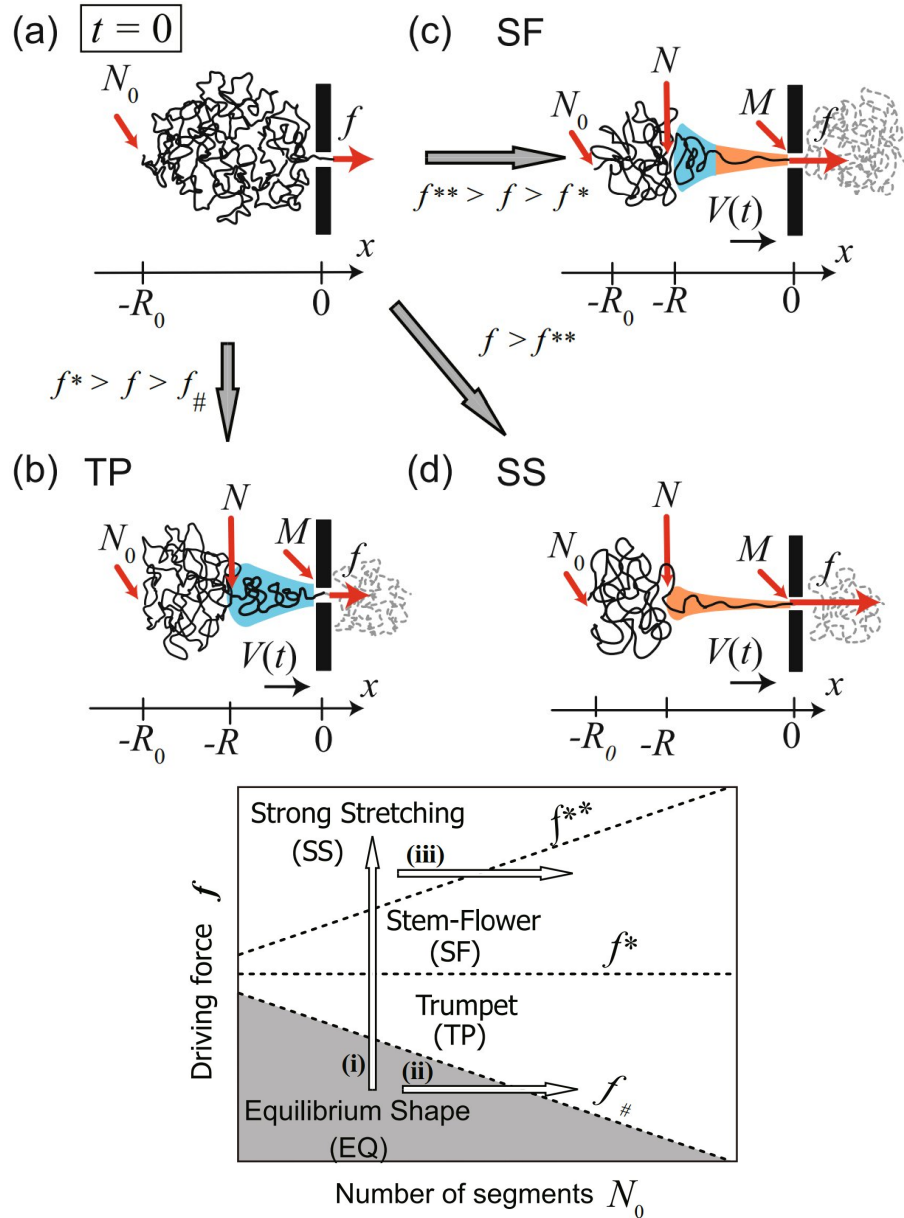 (a) t = 0
N₀
f
x
-R₀ 0
(c) SF
N₀ N M f
f** > f > f*
V(t)
x
-R₀ -R 0
f* > f > f#
f > f**
(b) TP
N₀ N M f
V(t)
x
-R₀ -R 0
(d) SS
N₀ N M f
V(t)
x
-R₀ -R 0
Strong Stretching
(SS)
f**
(iii)
Stem-Flower
(SF)
f*
Trumpet
(TP)
(i) (ii)
f#
Equilibrium Shape
(EQ)
Driving force f
Number of segments N₀